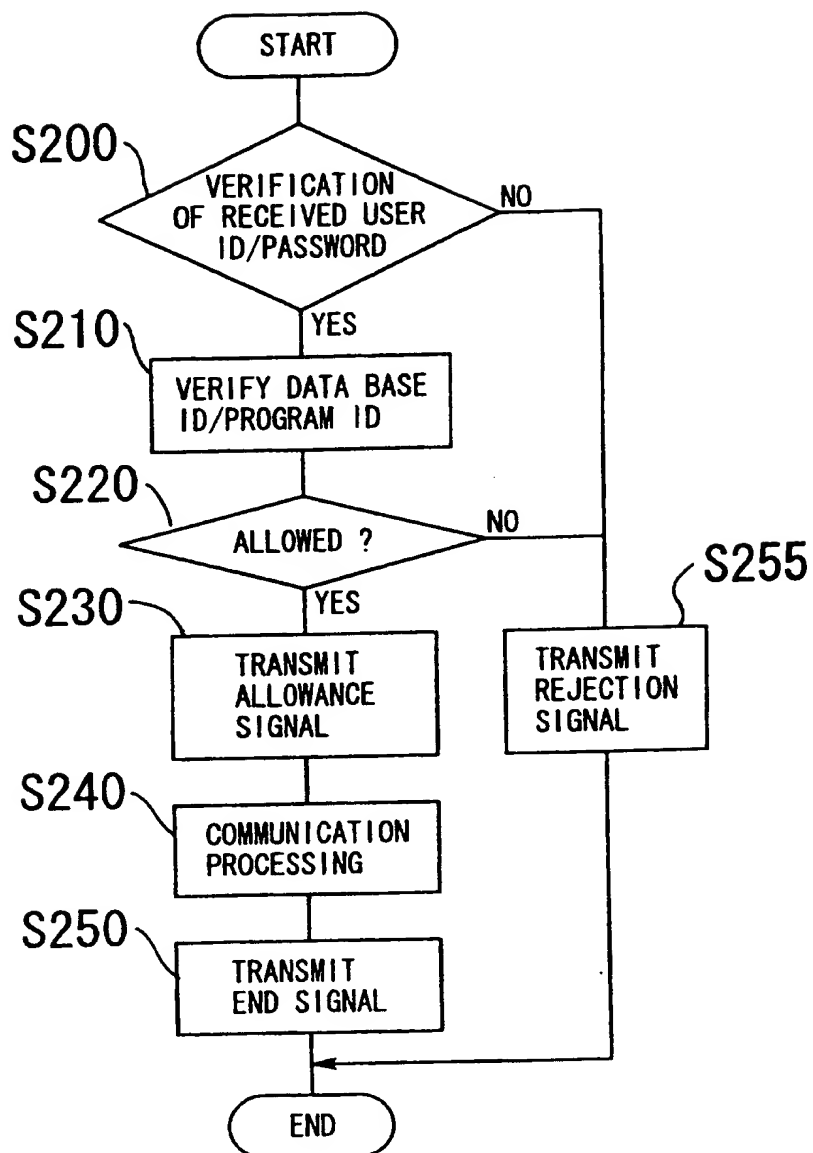 START
S200
VERIFICATION
OF RECEIVED USER
ID/PASSWORD
NO
YES
S210
VERIFY DATA BASE
ID/PROGRAM ID
S220
ALLOWED ?
NO
YES
S230
TRANSMIT
ALLOWANCE
SIGNAL
S255
TRANSMIT
REJECTION
SIGNAL
S240
COMMUNICATION
PROCESSING
S250
TRANSMIT
END SIGNAL
END